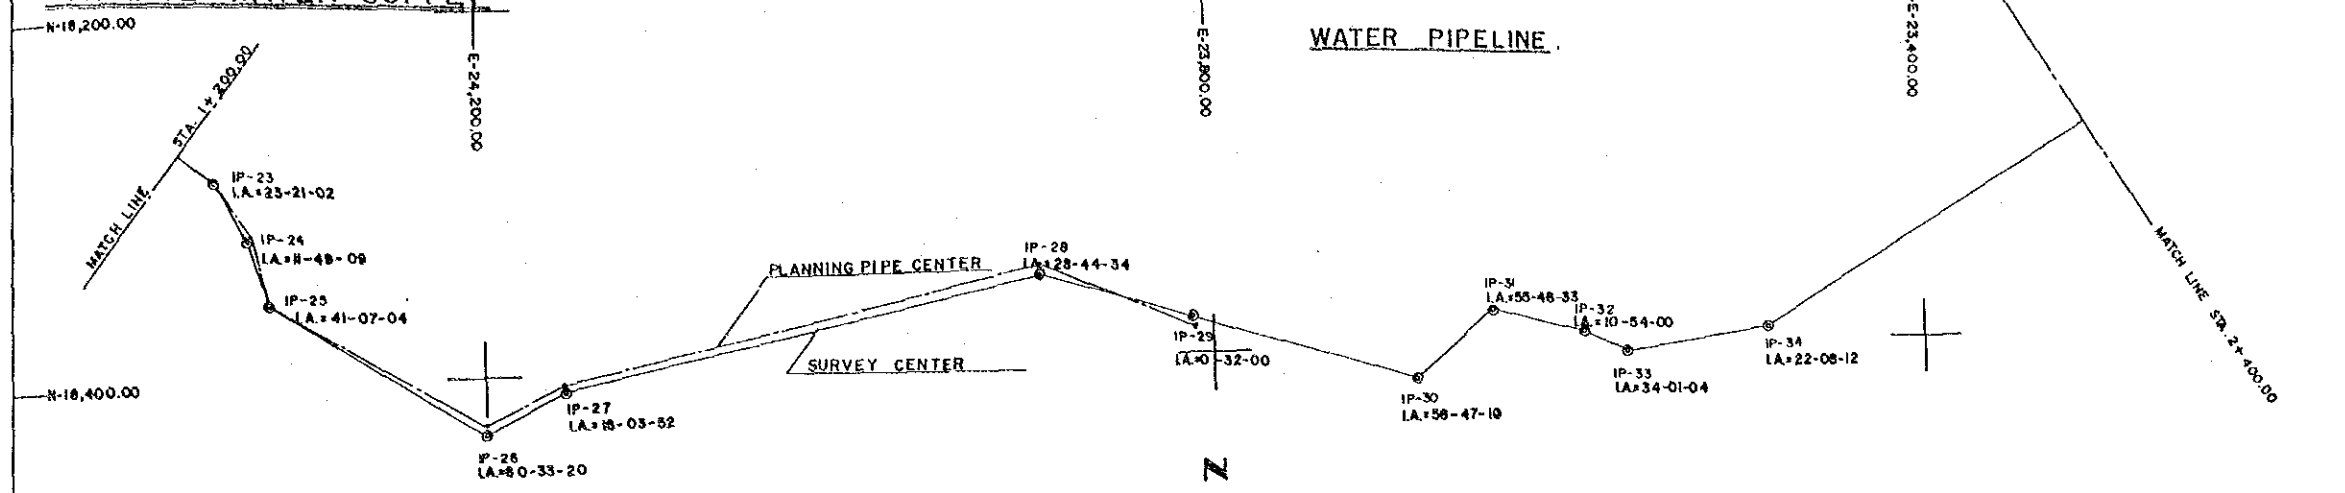 N-18,200.00
E-24,200.00
E-23,800.00
WATER PIPELINE.
E-23,400.00
MATCH LINE STA. 1+200.00
IP-23
I.A.=23-21-02
IP-24
I.A.=11-49-09
IP-25
I.A.=41-07-04
IP-26
I.A.=60-33-20
IP-27
I.A.=18-03-52
PLANNING PIPE CENTER
SURVEY CENTER
IP-28
I.A.=28-44-34
IP-29
I.A.=0-32-00
IP-30
I.A.=56-47-19
IP-31
I.A.=55-48-33
IP-32
I.A.=10-54-00
IP-33
I.A.=34-01-04
IP-34
I.A.=22-08-12
MATCH LINE STA. 2+400.00
N-18,400.00
N